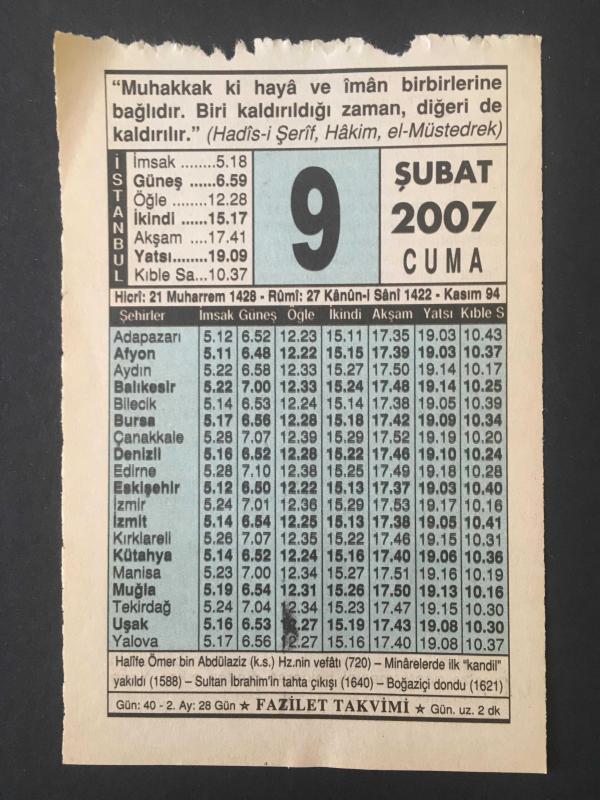 “Muhakkak ki hayâ ve îmân birbirlerine
bağlıdır. Biri kaldırıldığı zaman, diğeri de
kaldırılır.” (Hadîs-i Şerîf, Hâkim, el-Müstedrek)
İSTANBUL
İmsak ........5.18
Güneş ......6.59
Öğle ........12.28
İkindi ......15.17
Akşam ....17.41
Yatsı........19.09
Kıble Sa...10.37
9
ŞUBAT
2007
CUMA
Hicrî: 21 Muharrem 1428 - Rûmî: 27 Kânûn-i Sânî 1422 - Kasım 94
Şehirler İmsak Güneş Öğle İkindi Akşam Yatsı Kıble S
Adapazarı 5.12 6.52 12.23 15.11 17.35 19.03 10.43
Afyon 5.11 6.48 12.22 15.15 17.39 19.03 10.37
Aydın 5.22 6.58 12.33 15.27 17.50 19.14 10.17
Balıkesir 5.22 7.00 12.33 15.24 17.48 19.14 10.25
Bilecik 5.14 6.53 12.24 15.14 17.38 19.05 10.39
Bursa 5.17 6.56 12.28 15.18 17.42 19.09 10.34
Çanakkale 5.28 7.07 12.39 15.29 17.52 19.19 10.20
Denizli 5.16 6.52 12.28 15.22 17.46 19.10 10.24
Edirne 5.28 7.10 12.38 15.25 17.49 19.18 10.28
Eskişehir 5.12 6.50 12.22 15.13 17.37 19.03 10.40
İzmir 5.24 7.01 12.36 15.29 17.53 19.17 10.16
İzmit 5.14 6.54 12.25 15.13 17.38 19.05 10.41
Kırklareli 5.26 7.07 12.35 15.22 17.46 19.15 10.31
Kütahya 5.14 6.52 12.24 15.16 17.40 19.06 10.36
Manisa 5.23 7.00 12.34 15.27 17.51 19.16 10.19
Muğla 5.19 6.54 12.31 15.26 17.50 19.13 10.16
Tekirdağ 5.24 7.04 12.34 15.23 17.47 19.15 10.30
Uşak 5.16 6.53 12.27 15.19 17.43 19.08 10.30
Yalova 5.17 6.56 12.27 15.16 17.40 19.08 10.37
Halîfe Ömer bin Abdülaziz (k.s.) Hz.nin vefâtı (720) – Minârelerde ilk “kandil”
yakıldı (1588) – Sultan İbrahim'in tahta çıkışı (1640) – Boğaziçi dondu (1621)
Gün: 40 - 2. Ay: 28 Gün ★ FAZİLET TAKVİMİ ★ Gün. uz. 2 dk